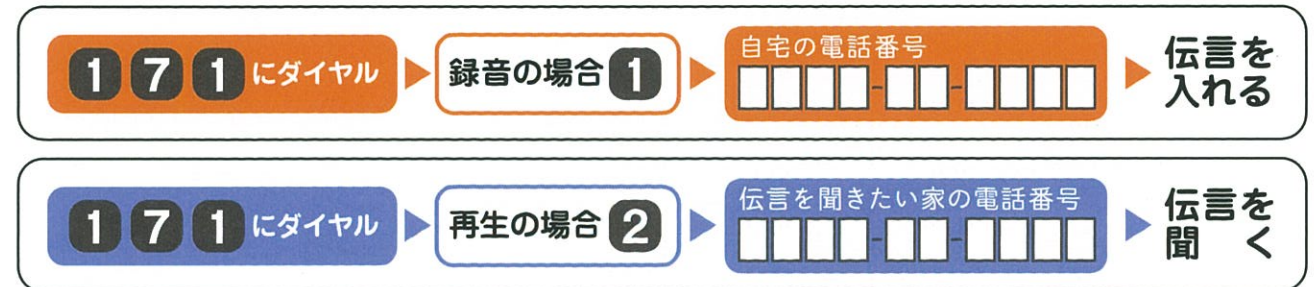 171にダイヤル
録音の場合1
自宅の電話番号
- -
伝言を
入れる
171にダイヤル
再生の場合2
伝言を聞きたい家の電話番号
- -
伝言を
聞く